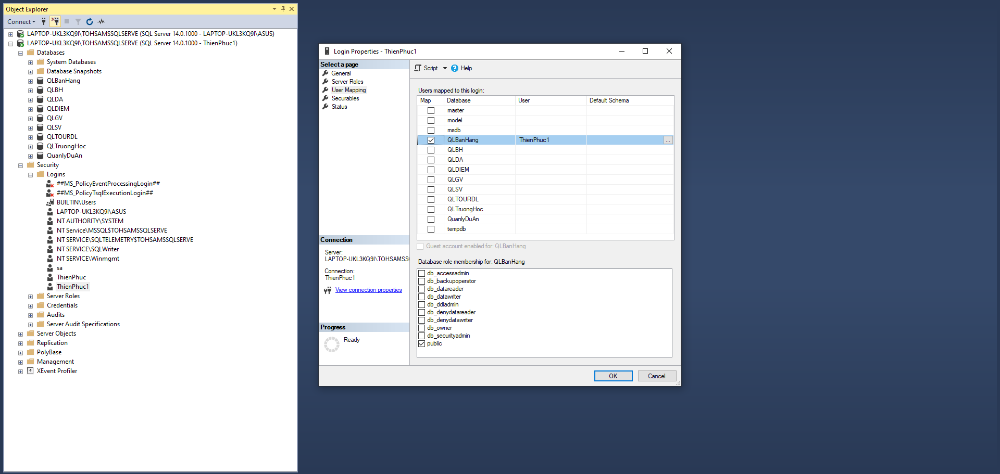 Object Explorer
Connect
LAPTOP-UKL3KQ9I\TOHSAMSSQLSERVE (SQL Server 14.0.1000 - LAPTOP-UKL3KQ9I\ASUS)
LAPTOP-UKL3KQ9I\TOHSAMSSQLSERVE (SQL Server 14.0.1000 - ThienPhuc1)
Databases
System Databases
Database Snapshots
QLBanHang
QLBH
QLDA
QLDIEM
QLGV
QLSV
QLTOURDL
QLTruongHoc
QuanlyDuAn
Security
Logins
##MS_PolicyEventProcessingLogin##
##MS_PolicyTsqlExecutionLogin##
BUILTIN\Users
LAPTOP-UKL3KQ9I\ASUS
NT AUTHORITY\SYSTEM
NT Service\MSSQL$TOHSAMSSQLSERVE
NT SERVICE\SQLTELEMETRY$TOHSAMSSQLSERVE
NT SERVICE\SQLWriter
NT SERVICE\Winmgmt
sa
ThienPhuc
ThienPhuc1
Server Roles
Credentials
Audits
Server Audit Specifications
Server Objects
Replication
PolyBase
Management
XEvent Profiler
Login Properties - ThienPhuc1
Select a page
General
Server Roles
User Mapping
Securables
Status
Connection
Server:
LAPTOP-UKL3KQ9I\TOHSAMSSQ
Connection:
ThienPhuc1
View connection properties
Progress
Ready
Script
Help
Users mapped to this login:
Map Database User Default Schema
master
model
msdb
QLBanHang ThienPhuc1 ...
QLBH
QLDA
QLDIEM
QLGV
QLSV
QLTOURDL
QLTruongHoc
QuanlyDuAn
tempdb
Guest account enabled for: QLBanHang
Database role membership for: QLBanHang
db_accessadmin
db_backupoperator
db_datareader
db_datawriter
db_ddladmin
db_denydatareader
db_denydatawriter
db_owner
db_securityadmin
public
OK Cancel